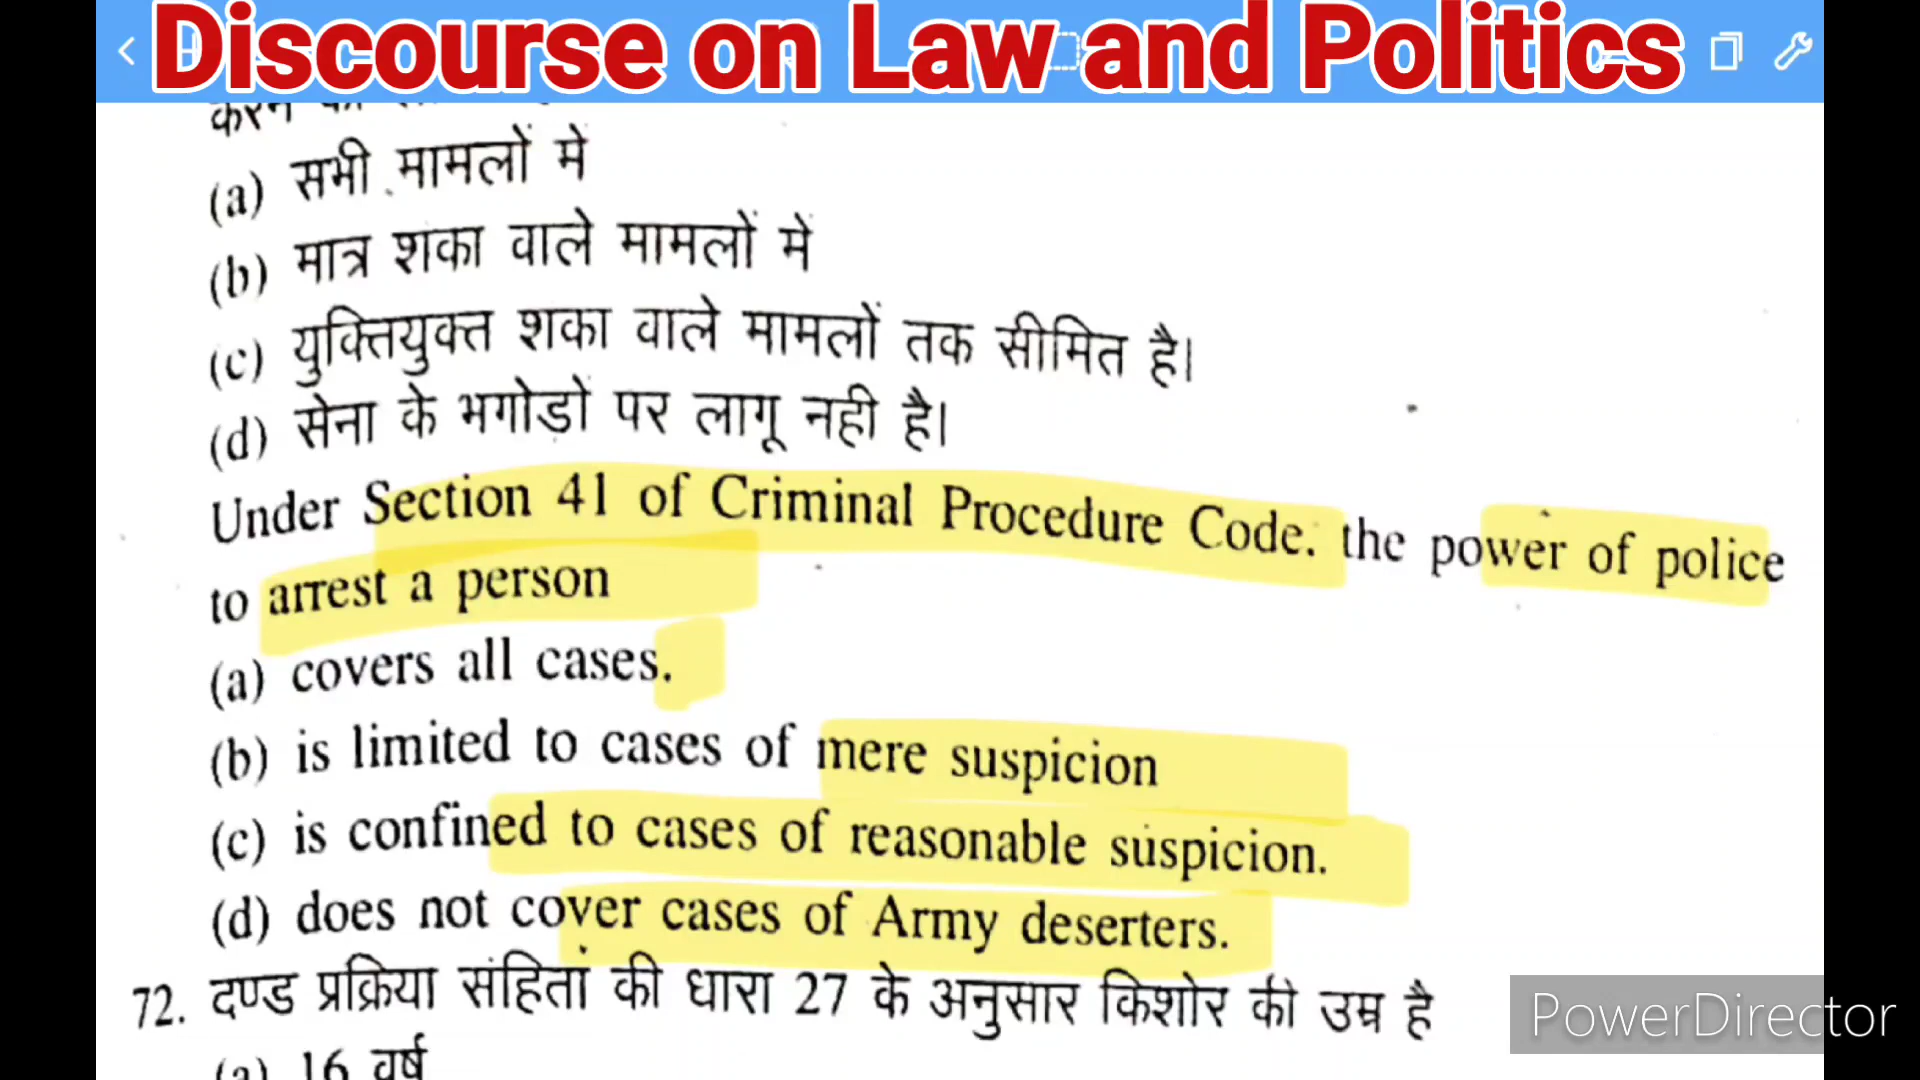 Discourse on Law and Politics
(a) सभी मामलों में
(b) मात्र शका वाले मामलों में
(c) युक्तियुक्त शका वाले मामलों तक सीमित है।
(d) सेना के भगोडों पर लागू नही है।
Under Section 41 of Criminal Procedure Code. the power of police
to arrest a person
(a) covers all cases.
(b) is limited to cases of mere suspicion
(c) is confined to cases of reasonable suspicion.
(d) does not cover cases of Army deserters.
72. दण्ड प्रक्रिया संहितां की धारा 27 के अनुसार किशोर की उम्र है
(a) 16 वर्ष
PowerDirector